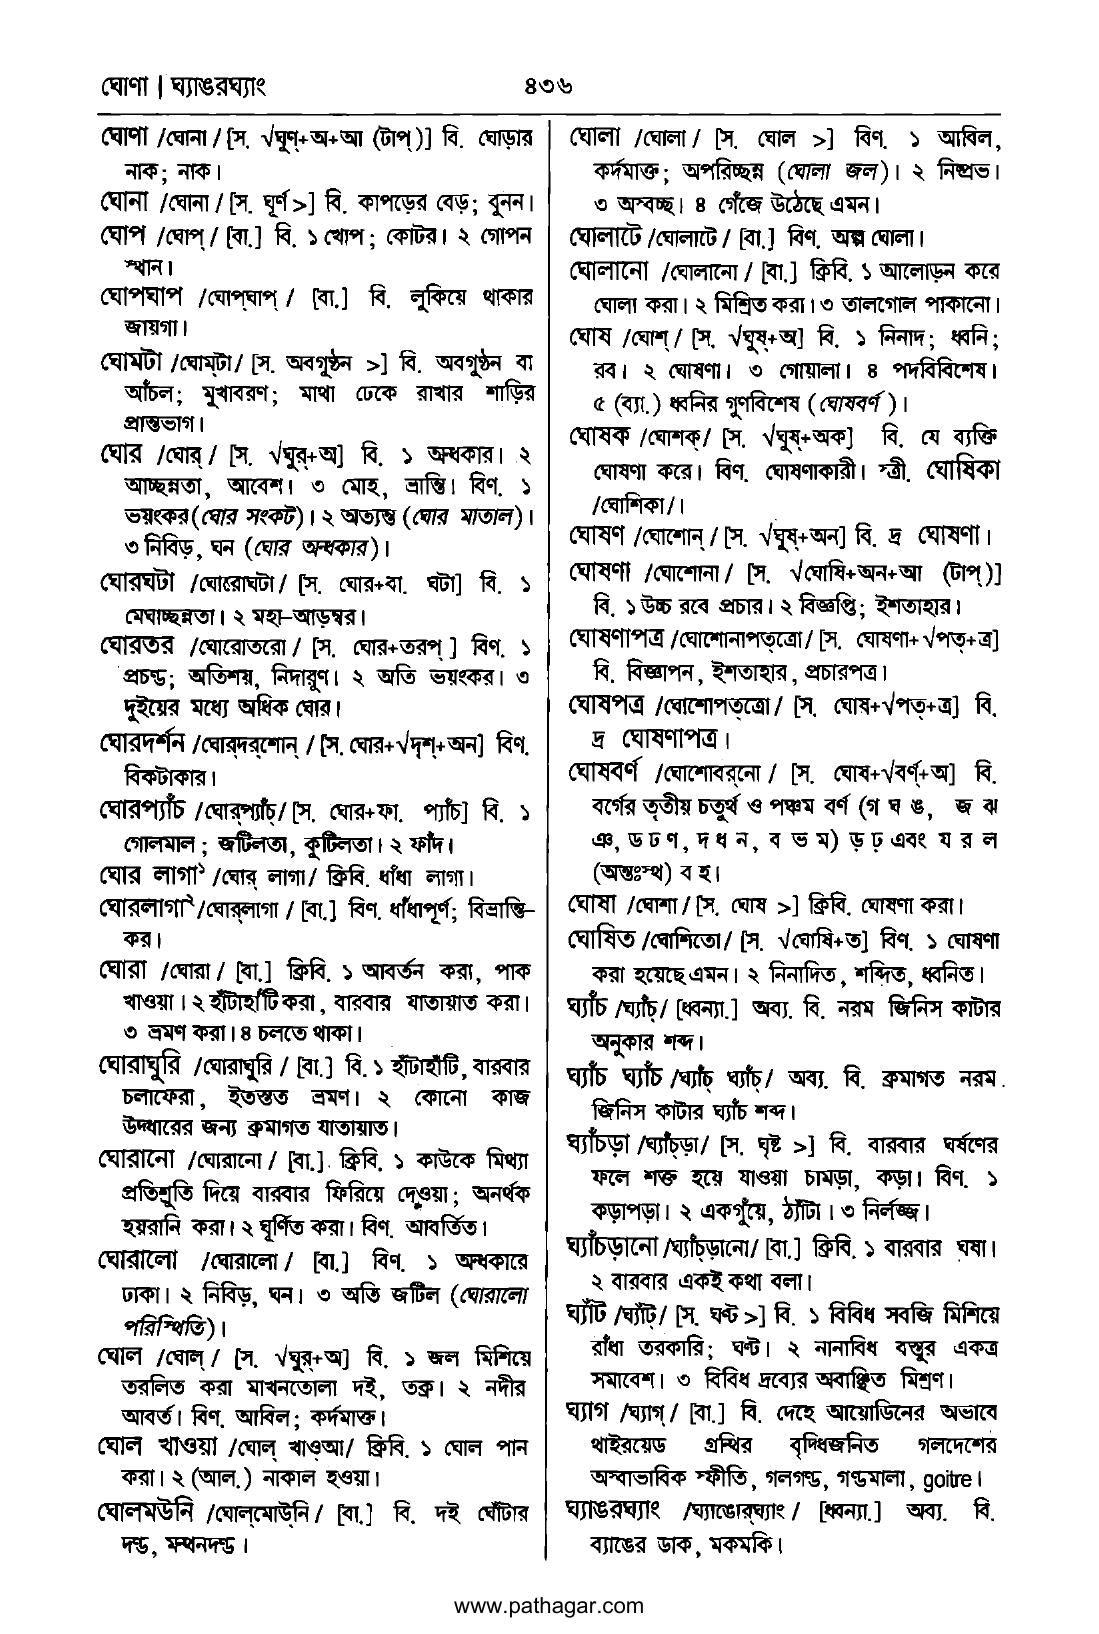 ঘোণা | ঘ্যাঙরঘ্যাং
৪৩৬
ঘোণা /ঘোনা / [স. √ঘুণ্+অ+আ (টাপ্)] বি. ঘোড়ার
নাক; নাক।
ঘোনা /ঘোনা / [স. ঘূর্ণ >] বি. কাপড়ের বেড়; বুনন।
ঘোপ /ঘোপ্ / [বা.] বি. ১ খোপ; কোটর। ২ গোপন
স্থান।
ঘোপঘাপ /ঘোপ্‌ঘাপ্ / [বা.] বি. লুকিয়ে থাকার
জায়গা।
ঘোমটা /ঘোম্‌টা/ [স. অবগুণ্ঠন >] বি. অবগুণ্ঠন বা
আঁচল; মুখাবরণ; মাথা ঢেকে রাখার শাড়ির
প্রান্তভাগ।
ঘোর /ঘোর্ / [স. √ঘুর্+অ] বি. ১ অন্ধকার। ২
আচ্ছন্নতা, আবেশ। ৩ মোহ, ভ্রান্তি। বিণ. ১
ভয়ংকর (ঘোর সংকট)। ২ অত্যন্ত (ঘোর মাতাল)।
৩ নিবিড়, ঘন (ঘোর অন্ধকার)।
ঘোরঘটা /ঘোরোঘটা / [স. ঘোর+বা. ঘটা] বি. ১
মেঘাচ্ছন্নতা। ২ মহা-আড়ম্বর।
ঘোরতর /ঘোরোতরো / [স. ঘোর+তরপ্ ] বিণ. ১
প্রচন্ড; অতিশয়, নিদারুণ। ২ অতি ভয়ংকর। ৩
দুইয়ের মধ্যে অধিক ঘোর।
ঘোরদর্শন /ঘোর্‌দর্‌শোন্ / [স. ঘোর+√দৃশ্+অন] বিণ.
বিকটাকার।
ঘোরপ্যাঁচ /ঘোর্‌প্যাঁচ্/ [স. ঘোর+ফা. প্যাঁচ] বি. ১
গোলমাল; জটিলতা, কুটিলতা। ২ ফাঁদ।
ঘোর লাগা১ /ঘোর্ লাগা/ ক্রিবি. ধাঁধা লাগা।
ঘোরলাগা২ /ঘোর্‌লাগা / [বা.] বিণ. ধাঁধাপূর্ণ; বিভ্রান্তি-
কর।
ঘোরা /ঘোরা / [বা.] ক্রিবি. ১ আবর্তন করা, পাক
খাওয়া। ২ হাঁটাহাঁটি করা, বারবার যাতায়াত করা।
৩ ভ্রমণ করা। ৪ চলতে থাকা।
ঘোরাঘুরি /ঘোরাঘুরি / [বা.] বি. ১ হাঁটাহাঁটি, বারবার
চলাফেরা, ইতস্তত ভ্রমণ। ২ কোনো কাজ
উদ্ধারের জন্য ক্রমাগত যাতায়াত।
ঘোরানো /ঘোরানো / [বা.] ক্রিবি. ১ কাউকে মিথ্যা
প্রতিশ্রুতি দিয়ে বারবার ফিরিয়ে দেওয়া; অনর্থক
হয়রানি করা। ২ ঘূর্ণিত করা। বিণ. আবর্তিত।
ঘোরালো /ঘোরালো / [বা.] বিণ. ১ অন্ধকারে
ঢাকা। ২ নিবিড়, ঘন। ৩ অতি জটিল (ঘোরালো
পরিস্থিতি)।
ঘোল /ঘোল্ / [স. √ঘুর্+অ] বি. ১ জল মিশিয়ে
তরলিত করা মাখনতোলা দই, তক্র। ২ নদীর
আবর্ত। বিণ. আবিল; কর্দমাক্ত।
ঘোল খাওয়া /ঘোল্ খাওআ/ ক্রিবি. ১ ঘোল পান
করা। ২ (আল.) নাকাল হওয়া।
ঘোলমউনি /ঘোল্‌মোউনি / [বা.] বি. দই ঘোঁটার
দন্ড, মন্থনদন্ড।
ঘোলা /ঘোলা / [স. ঘোল >] বিণ. ১ আবিল,
কর্দমাক্ত; অপরিচ্ছন্ন (ঘোলা জল)। ২ নিষ্প্রভ।
৩ অস্বচ্ছ। ৪ গেঁজে উঠেছে এমন।
ঘোলাটে /ঘোলাটে / [বা.] বিণ. অল্প ঘোলা।
ঘোলানো /ঘোলানো / [বা.] ক্রিবি. ১ আলোড়ন করে
ঘোলা করা। ২ মিশ্রিত করা। ৩ তালগোল পাকানো।
ঘোষ /ঘোশ্ / [স. √ঘুষ্+অ] বি. ১ নিনাদ; ধ্বনি;
রব। ২ ঘোষণা। ৩ গোয়ালা। ৪ পদবিবিশেষ।
৫ (ব্যা.) ধ্বনির গুণবিশেষ (ঘোষবর্ণ )।
ঘোষক /ঘোশক্/ [স. √ঘুষ্+অক] বি. যে ব্যক্তি
ঘোষণা করে। বিণ. ঘোষণাকারী। স্ত্রী. ঘোষিকা
/ঘোশিকা/।
ঘোষণ /ঘোশোন্ / [স. √ঘুষ্+অন] বি. দ্র ঘোষণা।
ঘোষণা /ঘোশোনা / [স. √ঘোষি+অন+আ (টাপ্)]
বি. ১ উচ্চ রবে প্রচার। ২ বিজ্ঞপ্তি; ইশতাহার।
ঘোষণাপত্র /ঘোশোনাপত্‌ত্রো / [স. ঘোষণা+√পত্+ত্র]
বি. বিজ্ঞাপন, ইশতাহার, প্রচারপত্র।
ঘোষপত্র /ঘোশোপত্‌ত্রো / [স. ঘোষ+√পত্+ত্র] বি.
দ্র ঘোষণাপত্র।
ঘোষবর্ণ /ঘোশোবর্‌নো / [স. ঘোষ+√বর্ণ্+অ] বি.
বর্গের তৃতীয় চতুর্থ ও পঞ্চম বর্ণ (গ ঘ ঙ, জ ঝ
ঞ, ড ঢ ণ, দ ধ ন, ব ভ ম) ড় ঢ় এবং য র ল
(অন্তঃস্থ) ব হ।
ঘোষা /ঘোশা / [স. ঘোষ >] ক্রিবি. ঘোষণা করা।
ঘোষিত /ঘোশিতো / [স. √ঘোষি+ত] বিণ. ১ ঘোষণা
করা হয়েছে এমন। ২ নিনাদিত, শব্দিত, ধ্বনিত।
ঘ্যাঁচ /ঘ্যাঁচ্/ [ধ্বন্যা.] অব্য. বি. নরম জিনিস কাটার
অনুকার শব্দ।
ঘ্যাঁচ ঘ্যাঁচ /ঘ্যাঁচ্ ঘ্যাঁচ্/ অব্য. বি. ক্রমাগত নরম
জিনিস কাটার ঘ্যাঁচ শব্দ।
ঘ্যাঁচড়া /ঘ্যাঁচ্‌ড়া/ [স. ঘৃষ্ট >] বি. বারবার ঘর্ষণের
ফলে শক্ত হয়ে যাওয়া চামড়া, কড়া। বিণ. ১
কড়াপড়া। ২ একগুঁয়ে, ঠ্যাঁটা। ৩ নির্লজ্জ।
ঘ্যাঁচড়ানো /ঘ্যাঁচ্‌ড়ানো/ [বা.] ক্রিবি. ১ বারবার ঘষা।
২ বারবার একই কথা বলা।
ঘ্যাঁট /ঘ্যাঁট্/ [স. ঘণ্ট >] বি. ১ বিবিধ সবজি মিশিয়ে
রাঁধা তরকারি; ঘণ্ট। ২ নানাবিধ বস্তুর একত্র
সমাবেশ। ৩ বিবিধ দ্রব্যের অবাঞ্ছিত মিশ্রণ।
ঘ্যাগ /ঘ্যাগ্ / [বা.] বি. দেহে আয়োডিনের অভাবে
থাইরয়েড গ্রন্থির বৃদ্ধিজনিত গলদেশের
অস্বাভাবিক স্ফীতি, গলগন্ড, গণ্ডমালা, goitre।
ঘ্যাঙরঘ্যাং /ঘ্যাঙোর্‌ঘ্যাং / [ধ্বন্যা.] অব্য. বি.
ব্যাঙের ডাক, মকমকি।
www.pathagar.com